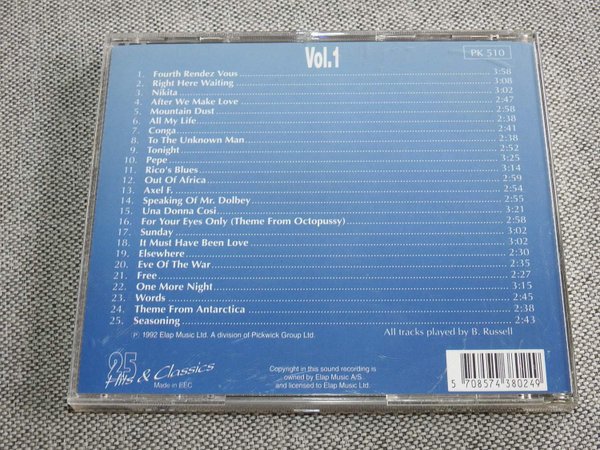 Vol.1
PK 510
1. Fourth Rendez Vous 3:58
2. Right Here Waiting 3:08
3. Nikita 3:02
4. After We Make Love 2:47
5. Mountain Dust 2:58
6. All My Life 2:38
7. Conga 2:41
8. To The Unknown Man 2:38
9. Tonight 2:52
10. Pepe 3:25
11. Rico's Blues 3:14
12. Out Of Africa 2:59
13. Axel F. 2:54
14. Speaking Of Mr. Dolbey 2:55
15. Una Donna Cosi 3:21
16. For Your Eyes Only (Theme From Octopussy) 2:58
17. Sunday 3:02
18. It Must Have Been Love 3:02
19. Elsewhere 2:30
20. Eve Of The War 2:35
21. Free 2:27
22. One More Night 3:15
23. Words 2:45
24. Theme From Antarctica 2:38
25. Seasoning 2:43
℗ 1992 Elap Music Ltd. A division of Pickwick Group Ltd.
All tracks played by B. Russell
25
Hits & Classics
Made in EEC
Copyright in this sound recording is
owned by Elap Music A/S.
and licensed to Elap Music Ltd.
5 708574 380249